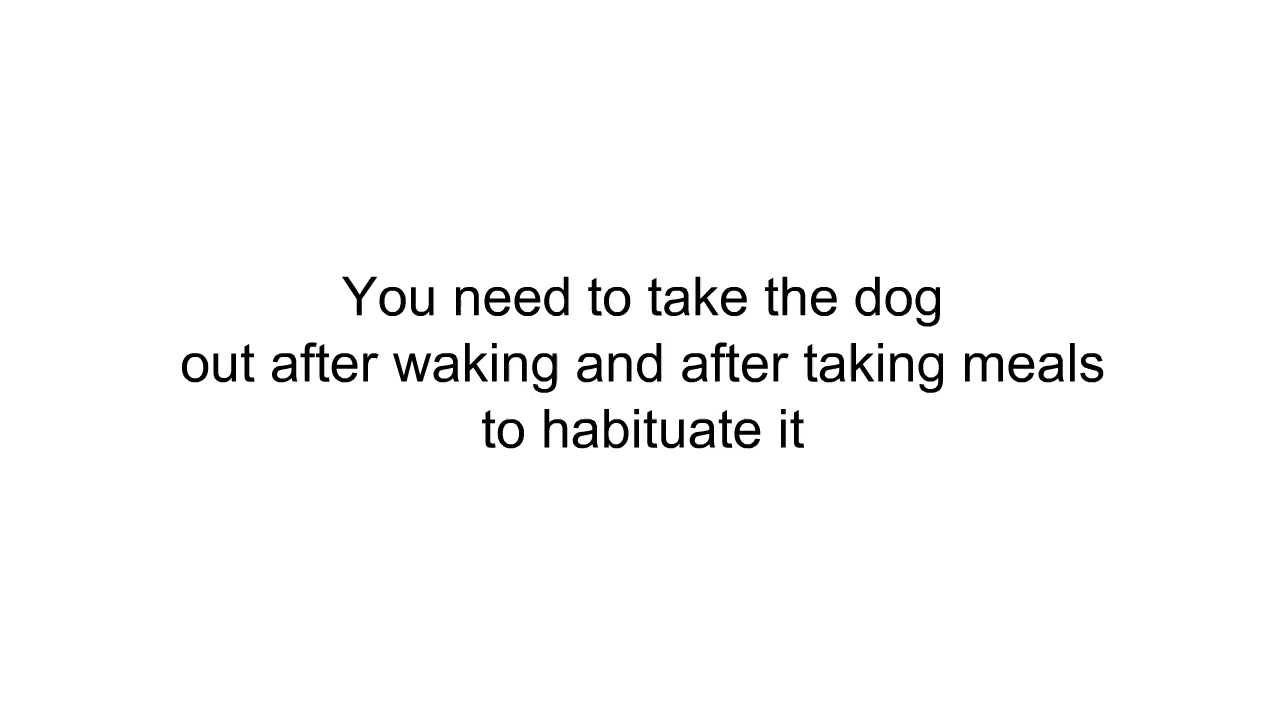 You need to take the dog
out after waking and after taking meals
to habituate it